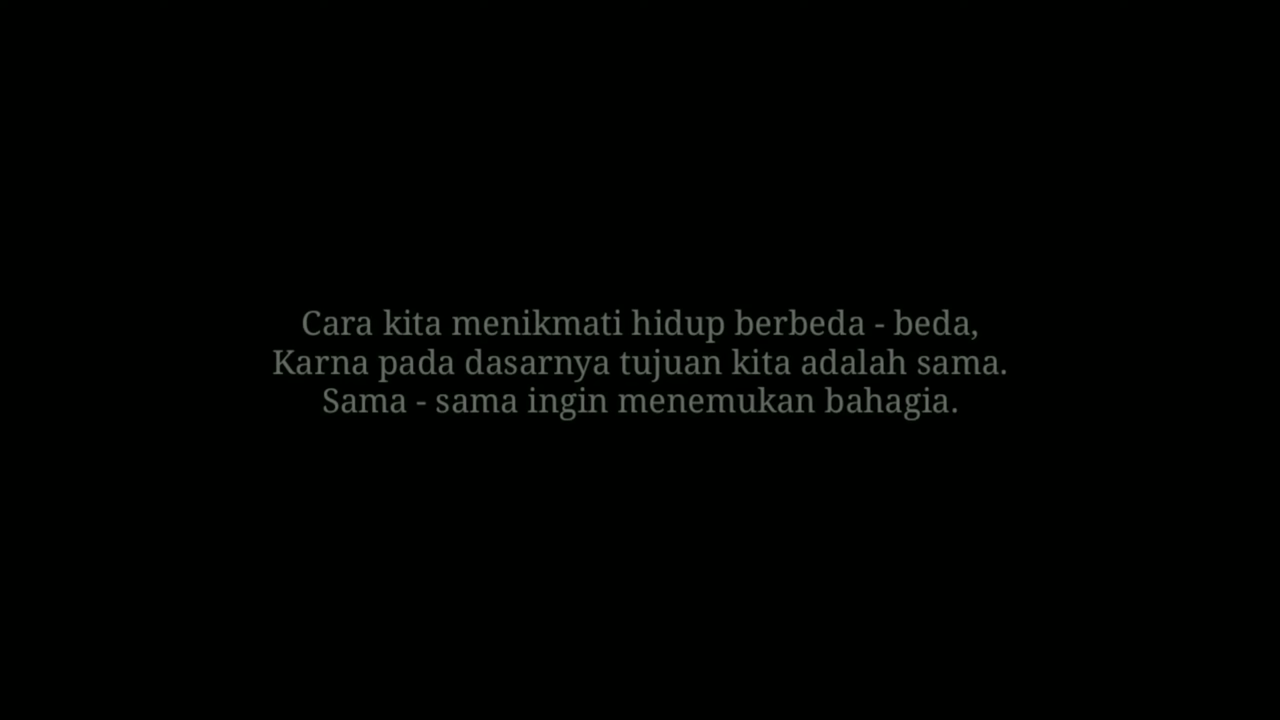 Cara kita menikmati hidup berbeda - beda,
Karna pada dasarnya tujuan kita adalah sama.
Sama - sama ingin menemukan bahagia.